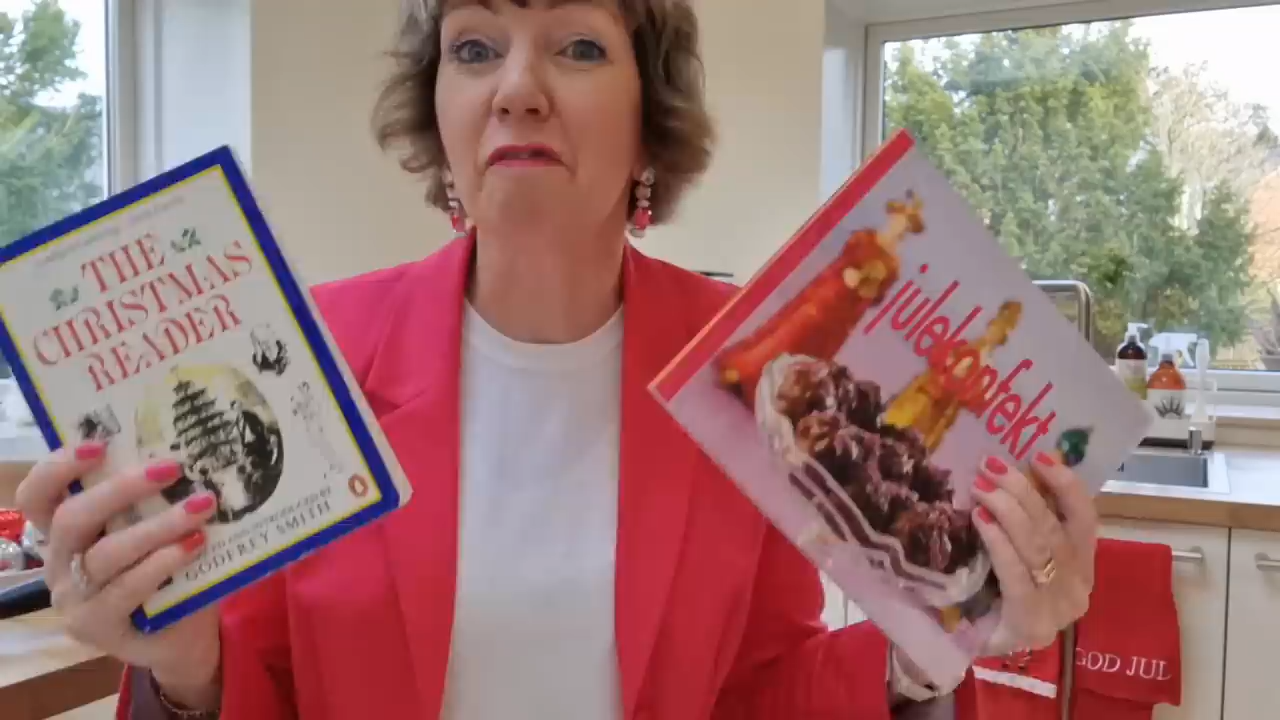 THE
CHRISTMAS
READER
GODFREY SMITH
julekonfekt
GOD JUL